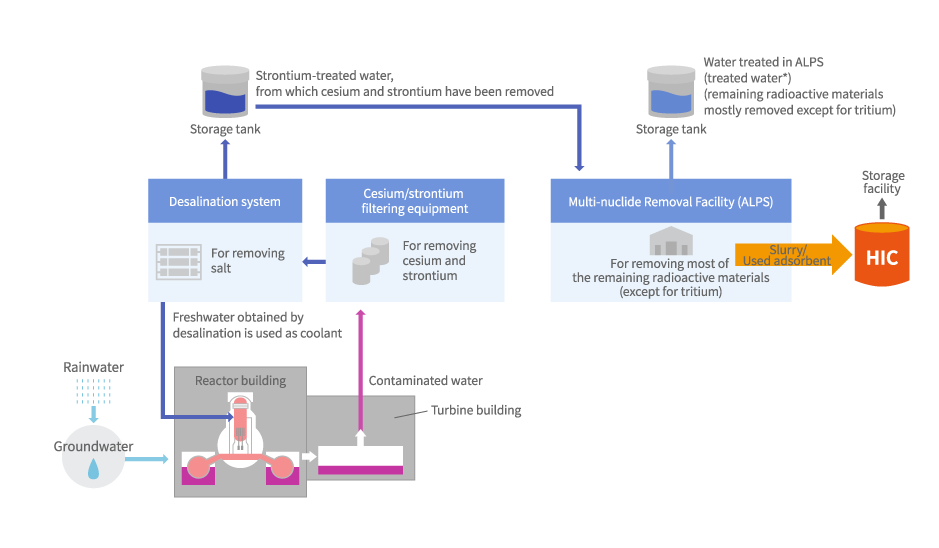 Strontium-treated water,
from which cesium and strontium have been removed
Storage tank
Water treated in ALPS
(treated water*)
(remaining radioactive materials
mostly removed except for tritium)
Storage tank
Storage
facility
Desalination system
Cesium/strontium
filtering equipment
Multi-nuclide Removal Facility (ALPS)
For removing
salt
For removing
cesium and
strontium
For removing most of
the remaining radioactive materials
(except for tritium)
Slurry/
Used adsorbent
HIC
Freshwater obtained by
desalination is used as coolant
Rainwater
Groundwater
Reactor building
Contaminated water
Turbine building